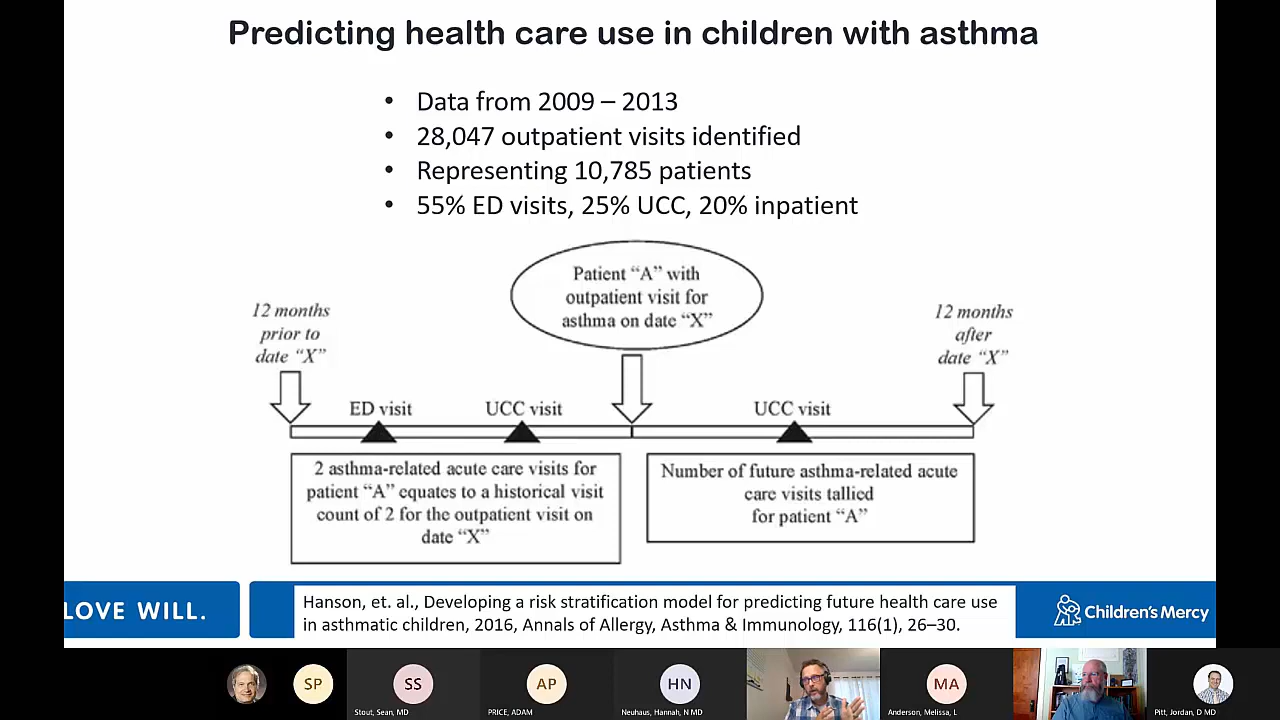 Predicting health care use in children with asthma
• Data from 2009 – 2013
• 28,047 outpatient visits identified
• Representing 10,785 patients
• 55% ED visits, 25% UCC, 20% inpatient
Patient “A” with
outpatient visit for
asthma on date “X”
12 months
prior to
date “X”
12 months
after
date “X”
ED visit
UCC visit
UCC visit
2 asthma-related acute care visits for
patient “A” equates to a historical visit
count of 2 for the outpatient visit on
date “X”
Number of future asthma-related acute
care visits tallied
for patient “A”
LOVE WILL.
Hanson, et. al., Developing a risk stratification model for predicting future health care use
in asthmatic children, 2016, Annals of Allergy, Asthma & Immunology, 116(1), 26–30.
Children's Mercy
SP
SS
AP
HN
MA
Stout, Sean, MD
PRICE, ADAM
Neuhaus, Hannah, N MD
Anderson, Melissa, L
Pitt, Jordan, D MD